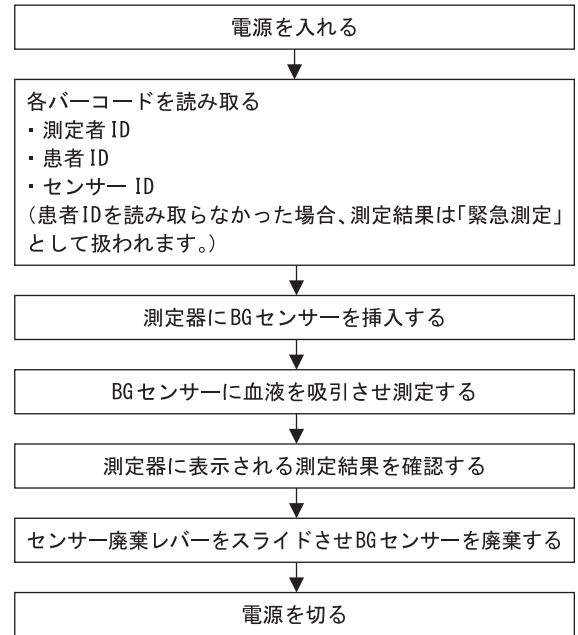 電源を入れる
各バーコードを読み取る
・測定者ID
・患者ID
・センサーID
(患者IDを読み取らなかった場合、測定結果は「緊急測定」
として扱われます。)
測定器にBGセンサーを挿入する
BGセンサーに血液を吸引させ測定する
測定器に表示される測定結果を確認する
センサー廃棄レバーをスライドさせBGセンサーを廃棄する
電源を切る